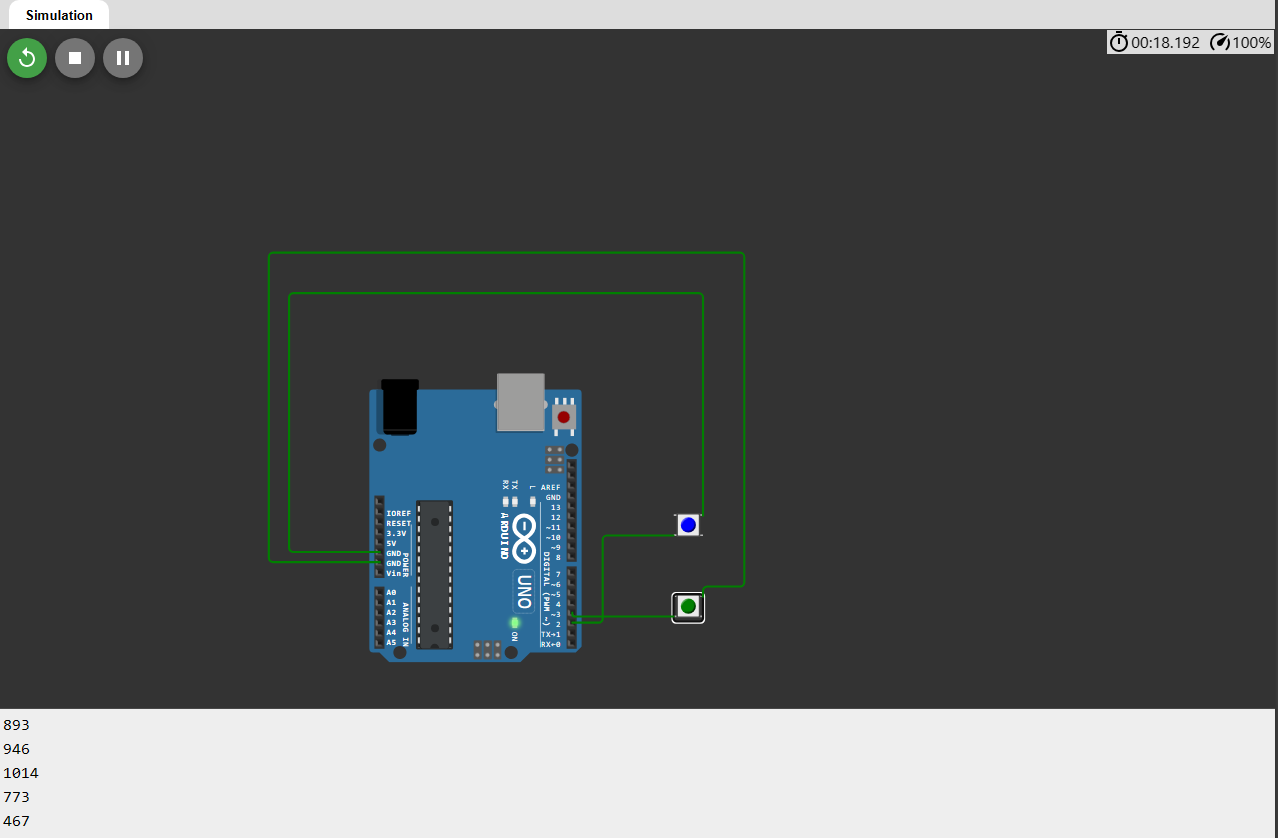 Simulation
00:18.192 100%
RX
TX
L
AREF
GND
13
12
~11
~10
~9
8
IOREF
RESET
3.3V
5V
GND
GND
Vin
POWER
ARDUINO
UNO
DIGITAL (PWM ~)
7
~6
~5
4
~3
2
TX→1
RX←0
A0
A1
A2
A3
A4
A5
ANALOG IN
ON
893
946
1014
773
467